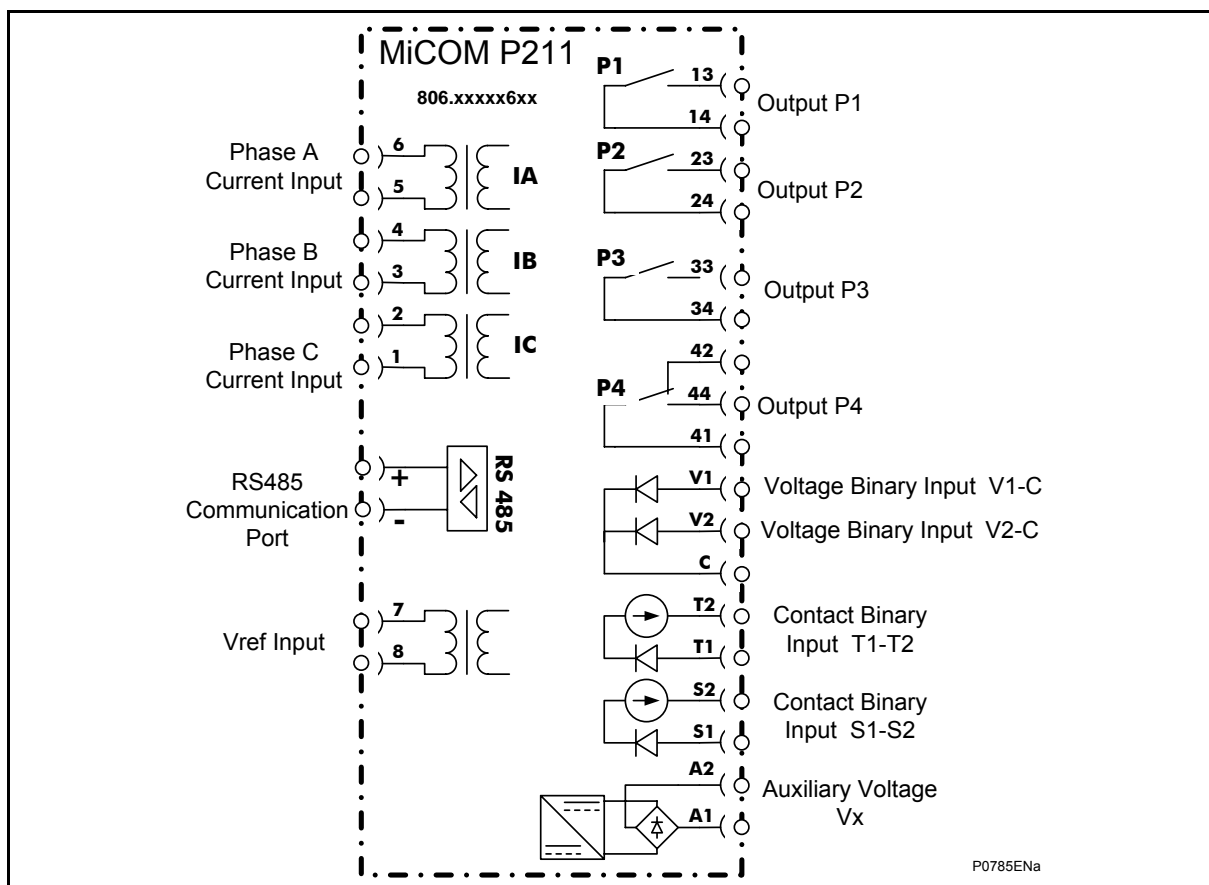 MiCOM P211
806.xxxxx6xx
Phase A
Current Input
6
5
IA
Phase B
Current Input
4
3
IB
Phase C
Current Input
2
1
IC
RS485
Communication
Port
+
-
RS 485
Vref Input
7
8
P1
13
14
Output P1
P2
23
24
Output P2
P3
33
34
Output P3
P4
42
44
41
Output P4
V1
Voltage Binary Input V1-C
V2
Voltage Binary Input V2-C
C
T2
T1
Contact Binary
Input T1-T2
S2
S1
Contact Binary
Input S1-S2
A2
A1
Auxiliary Voltage
Vx
P0785ENa